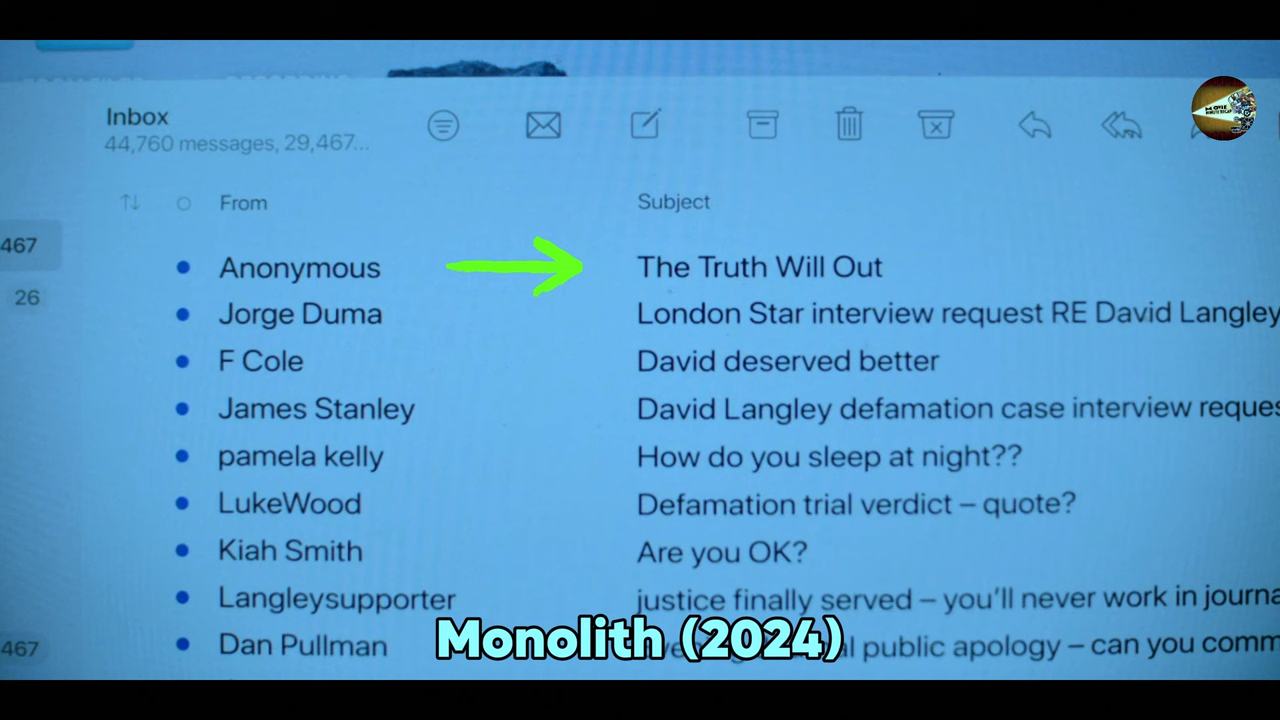 Inbox
44,760 messages, 29,467...
From Subject
467
Anonymous The Truth Will Out
26
Jorge Duma London Star interview request RE David Langley
F Cole David deserved better
James Stanley David Langley defamation case interview reques
pamela kelly How do you sleep at night??
LukeWood Defamation trial verdict – quote?
Kiah Smith Are you OK?
Langleysupporter justice finally served – you'll never work in journa
467
Dan Pullman public apology – can you comm
Monolith (2024)